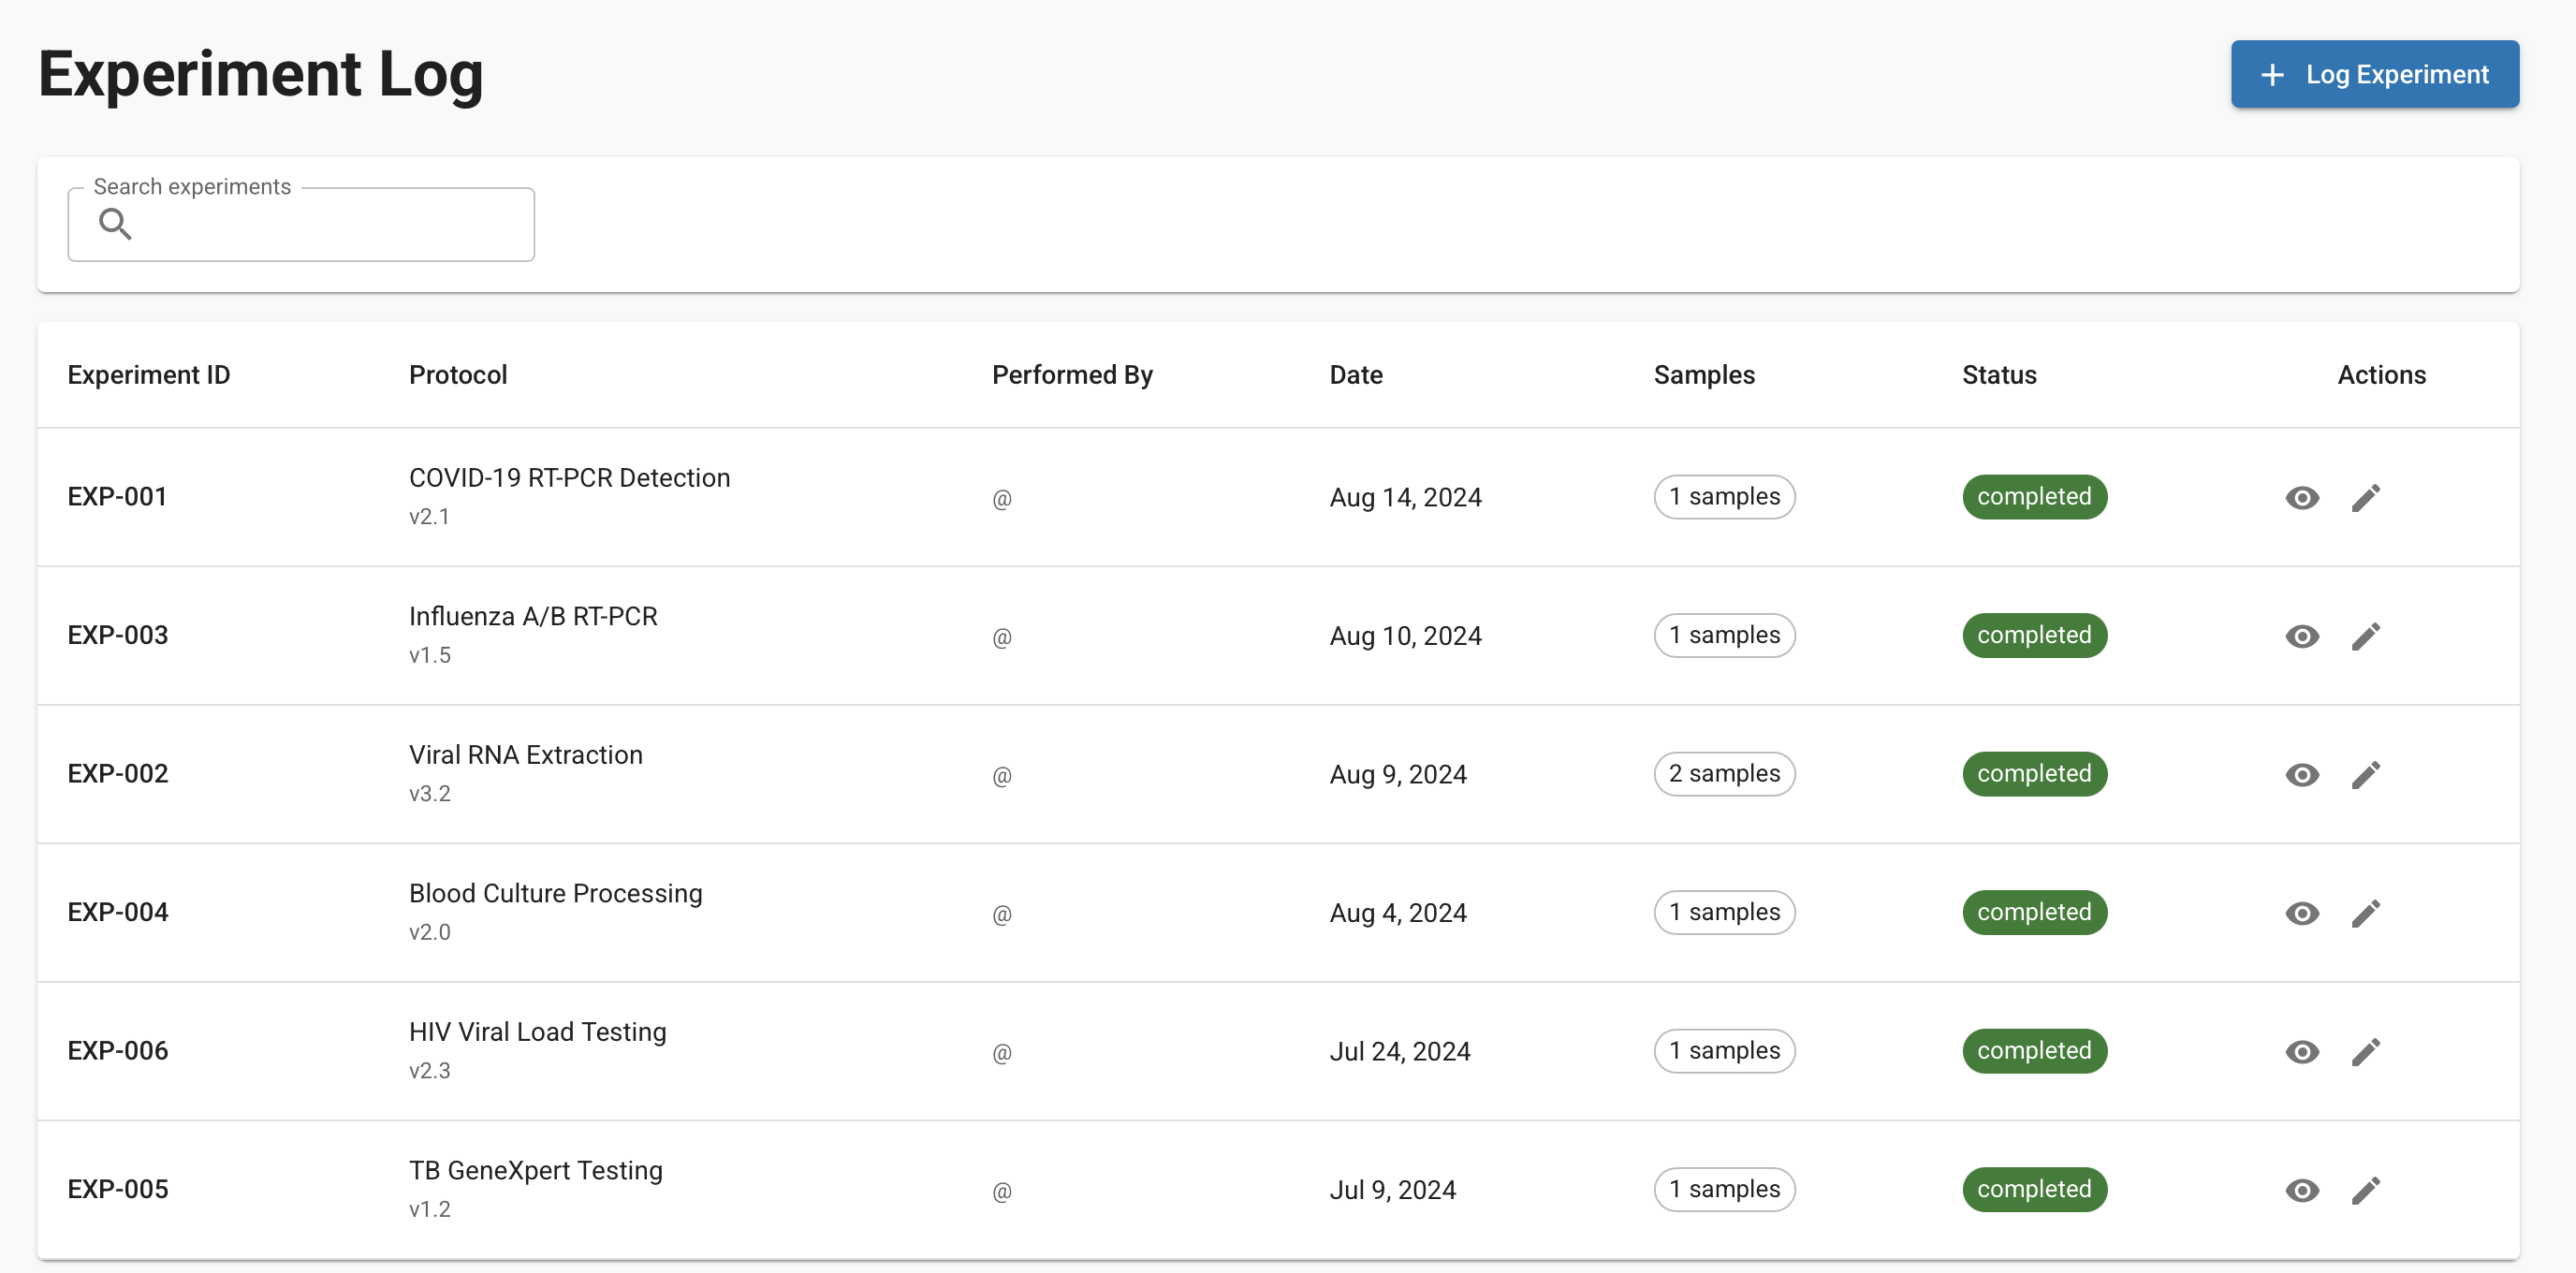 Experiment Log
+ Log Experiment
Search experiments
Experiment ID Protocol Performed By Date Samples Status Actions
EXP-001 COVID-19 RT-PCR Detection @ Aug 14, 2024 1 samples completed
v2.1
EXP-003 Influenza A/B RT-PCR @ Aug 10, 2024 1 samples completed
v1.5
EXP-002 Viral RNA Extraction @ Aug 9, 2024 2 samples completed
v3.2
EXP-004 Blood Culture Processing @ Aug 4, 2024 1 samples completed
v2.0
EXP-006 HIV Viral Load Testing @ Jul 24, 2024 1 samples completed
v2.3
EXP-005 TB GeneXpert Testing @ Jul 9, 2024 1 samples completed
v1.2